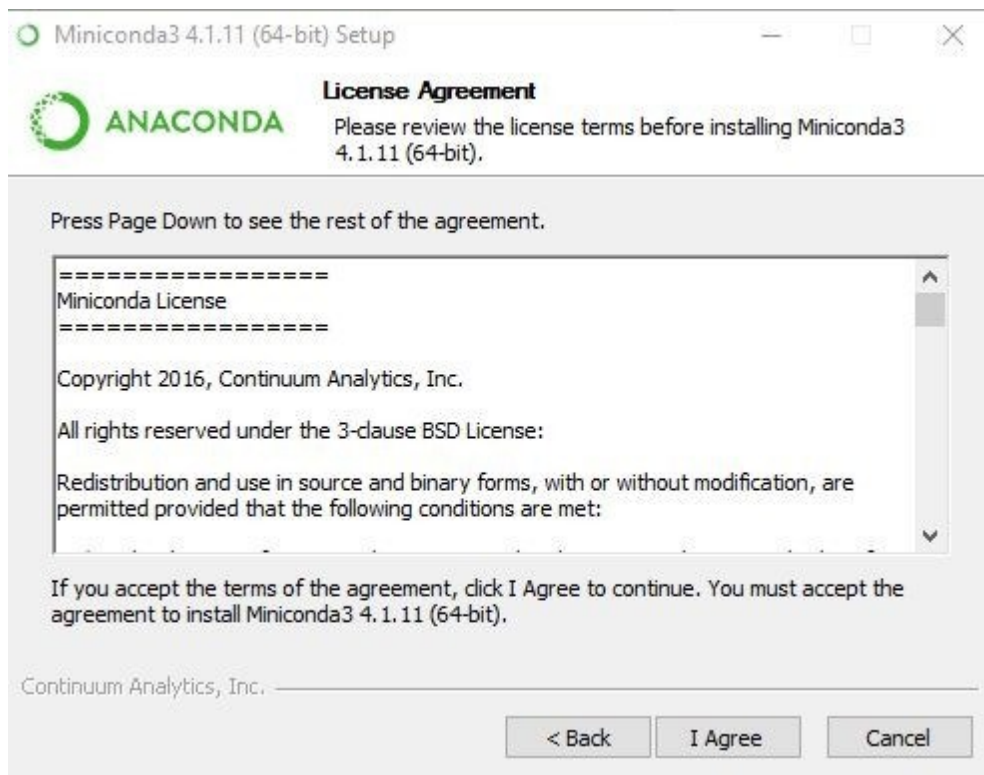 Miniconda3 4.1.11 (64-bit) Setup
ANACONDA
License Agreement
Please review the license terms before installing Miniconda3
4.1.11 (64-bit).
Press Page Down to see the rest of the agreement.
=================
Miniconda License
=================
Copyright 2016, Continuum Analytics, Inc.
All rights reserved under the 3-clause BSD License:
Redistribution and use in source and binary forms, with or without modification, are
permitted provided that the following conditions are met:
If you accept the terms of the agreement, click I Agree to continue. You must accept the
agreement to install Miniconda3 4.1.11 (64-bit).
Continuum Analytics, Inc.
< Back
I Agree
Cancel